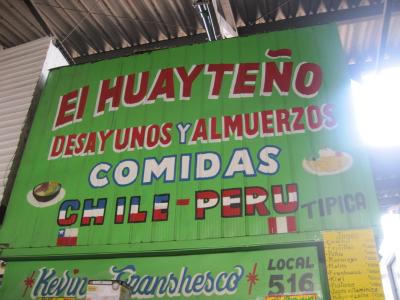 El HUAYTEÑO
DESAYUNOS Y ALMUERZOS
COMIDAS
CHILE-PERU TIPICA
Kevin Franshesco
LOCAL
516